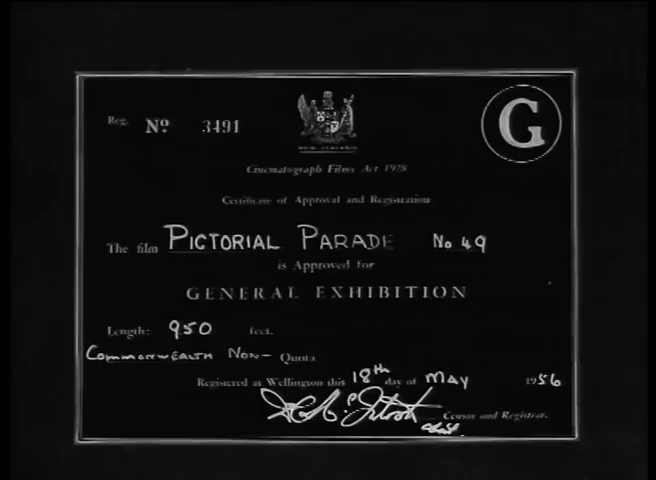 Reg. Nº 3491
G
NEW ZEALAND
Cinematograph Films Act 1928
Certificate of Approval and Registration
The film PICTORIAL PARADE No 49
is Approved for
GENERAL EXHIBITION
Length: 950 feet.
COMMONWEALTH NON- Quota
Registered at Wellington this 18th day of MAY 1956
Censor and Registrar.